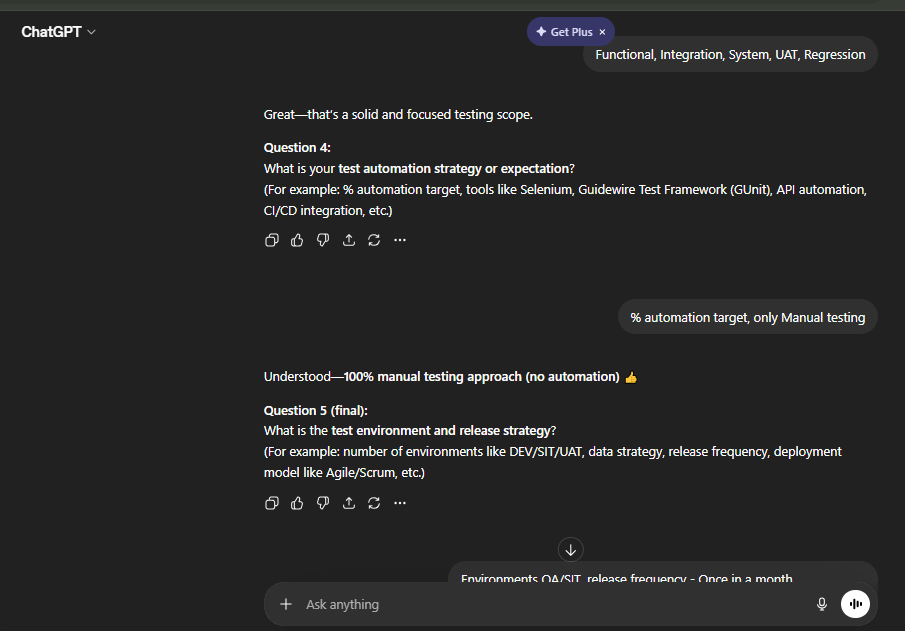 ChatGPT
Get Plus ×
Functional, Integration, System, UAT, Regression
Great—that's a solid and focused testing scope.
Question 4:
What is your test automation strategy or expectation?
(For example: % automation target, tools like Selenium, Guidewire Test Framework (GUnit), API automation,
CI/CD integration, etc.)
% automation target, only Manual testing
Understood—100% manual testing approach (no automation) 👍
Question 5 (final):
What is the test environment and release strategy?
(For example: number of environments like DEV/SIT/UAT, data strategy, release frequency, deployment
model like Agile/Scrum, etc.)
Environments QA/SIT, release frequency - Once in a month
Ask anything